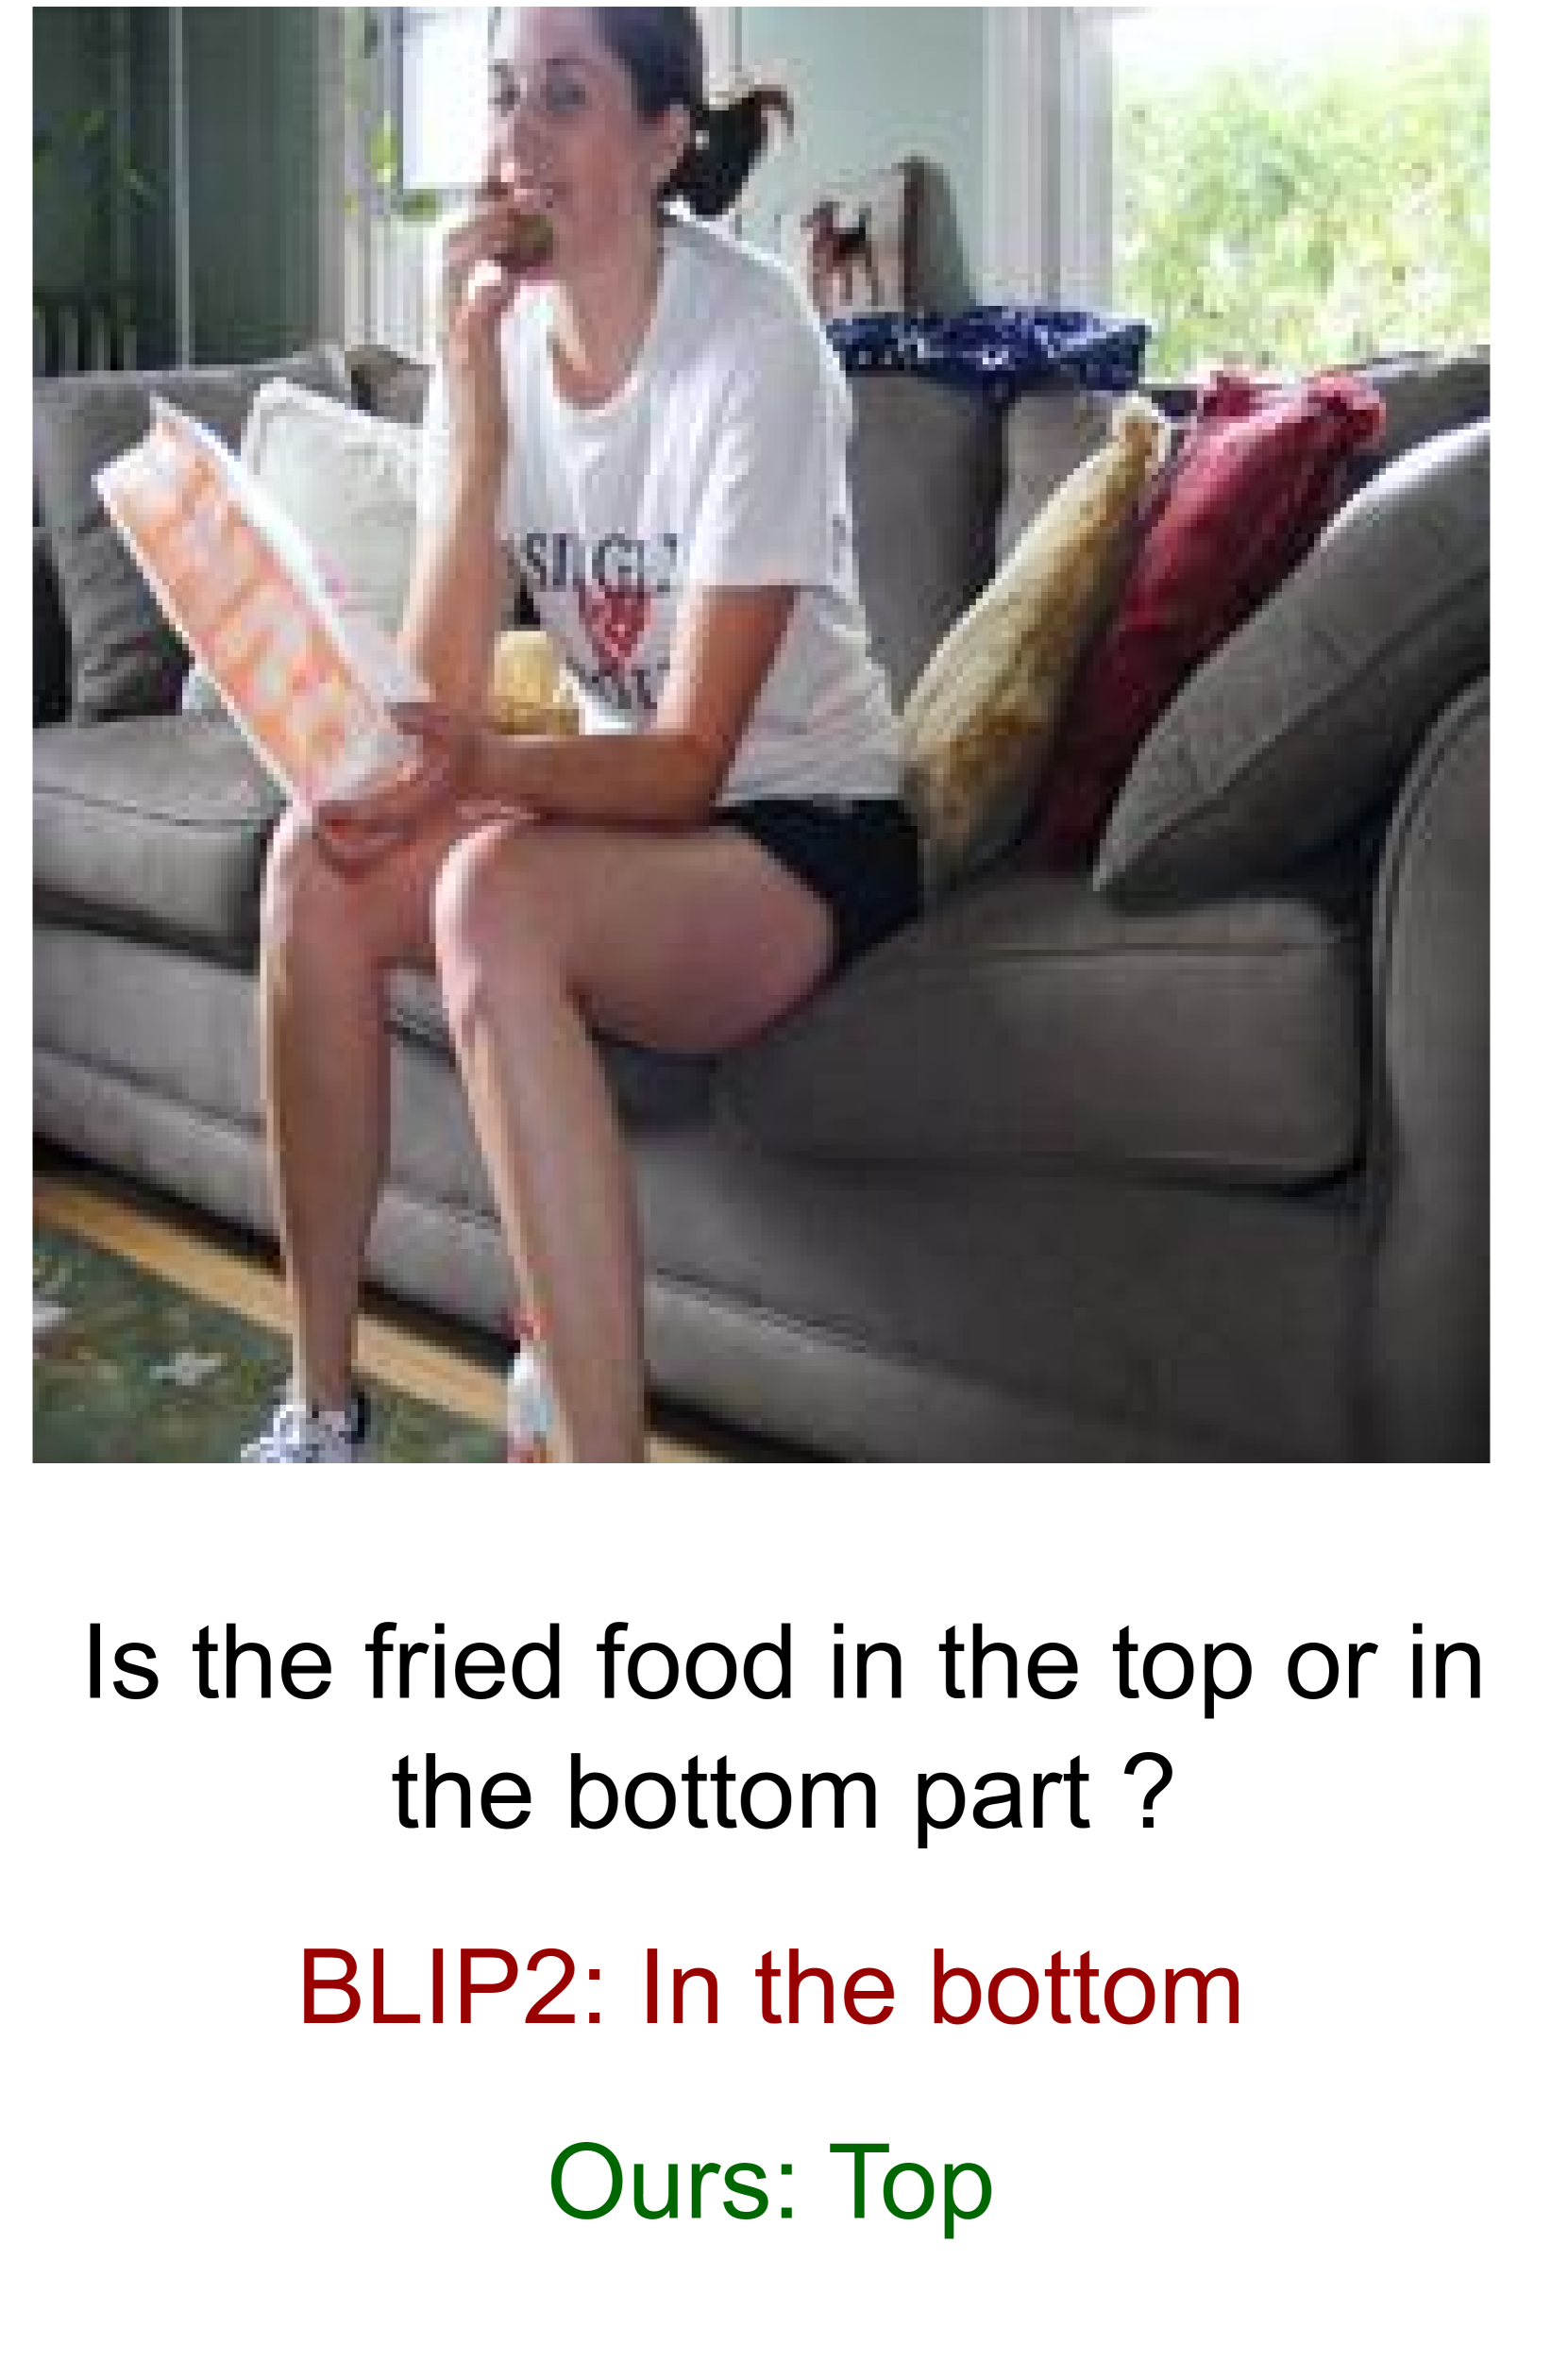 Is the fried food in the top or in
the bottom part ?
BLIP2: In the bottom
Ours: Top